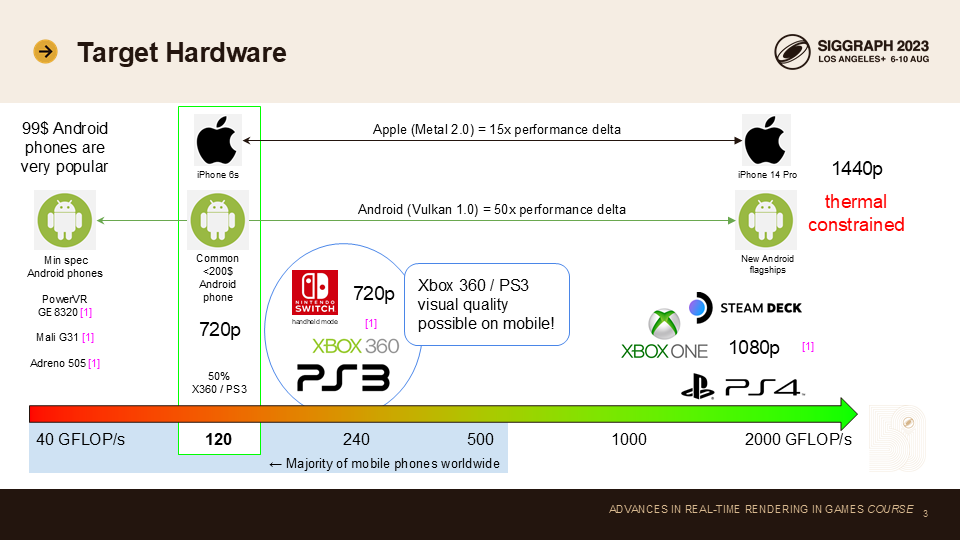 Target Hardware
SIGGRAPH 2023
LOS ANGELES+ 6-10 AUG
99$ Android
phones are
very popular
Apple (Metal 2.0) = 15x performance delta
iPhone 6s
iPhone 14 Pro
1440p
thermal
constrained
Android (Vulkan 1.0) = 50x performance delta
Min spec
Android phones
PowerVR
GE 8320 [1]
Mali G31 [1]
Adreno 505 [1]
Common
<200$
Android
phone
720p
50%
X360 / PS3
New Android
flagships
NINTENDO
SWITCH
handheld mode
720p
[1]
XBOX 360
PS3
Xbox 360 / PS3
visual quality
possible on mobile!
STEAM DECK
XBOX ONE
1080p
[1]
PS4
40 GFLOP/s
120
240
500
1000
2000 GFLOP/s
← Majority of mobile phones worldwide
ADVANCES IN REAL-TIME RENDERING IN GAMES COURSE
3